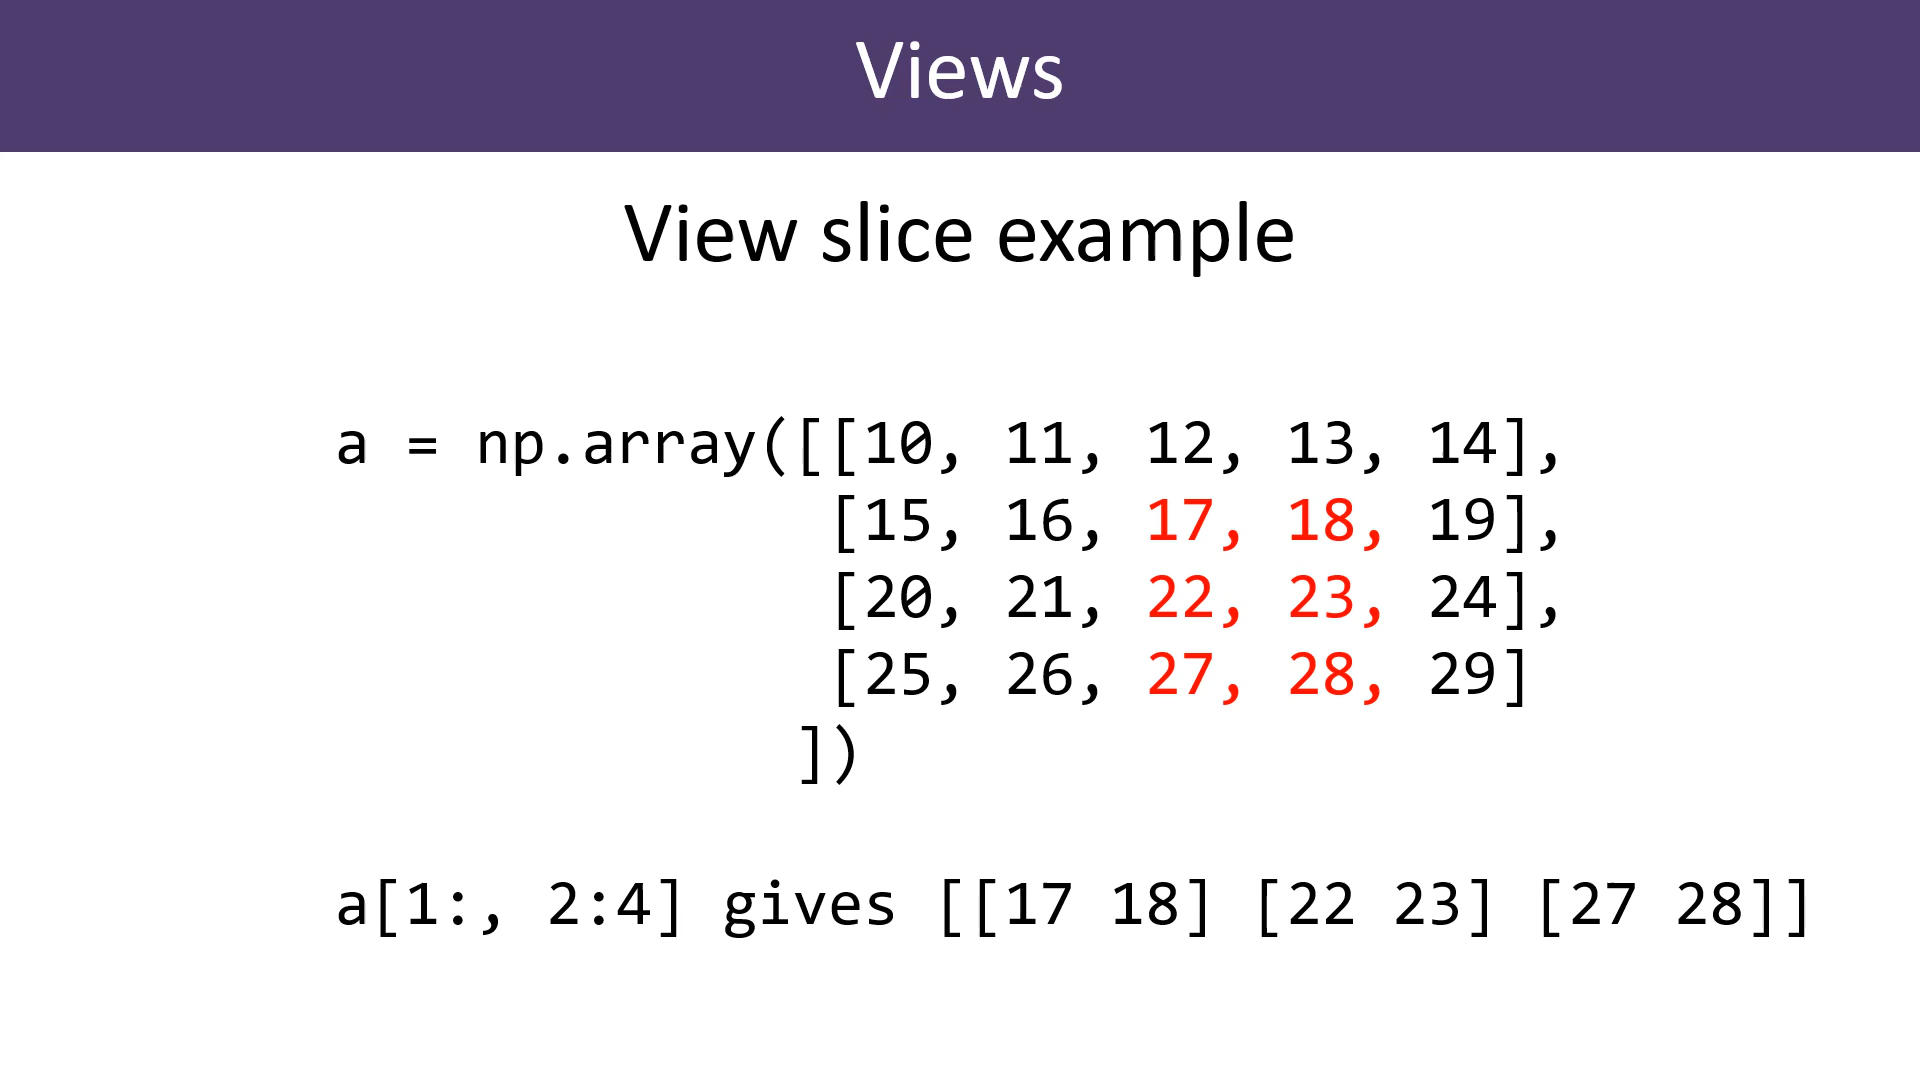 Views
View slice example
a = np.array([[10, 11, 12, 13, 14],
[15, 16, 17, 18, 19],
[20, 21, 22, 23, 24],
[25, 26, 27, 28, 29]
])
a[1:, 2:4] gives [[17 18] [22 23] [27 28]]